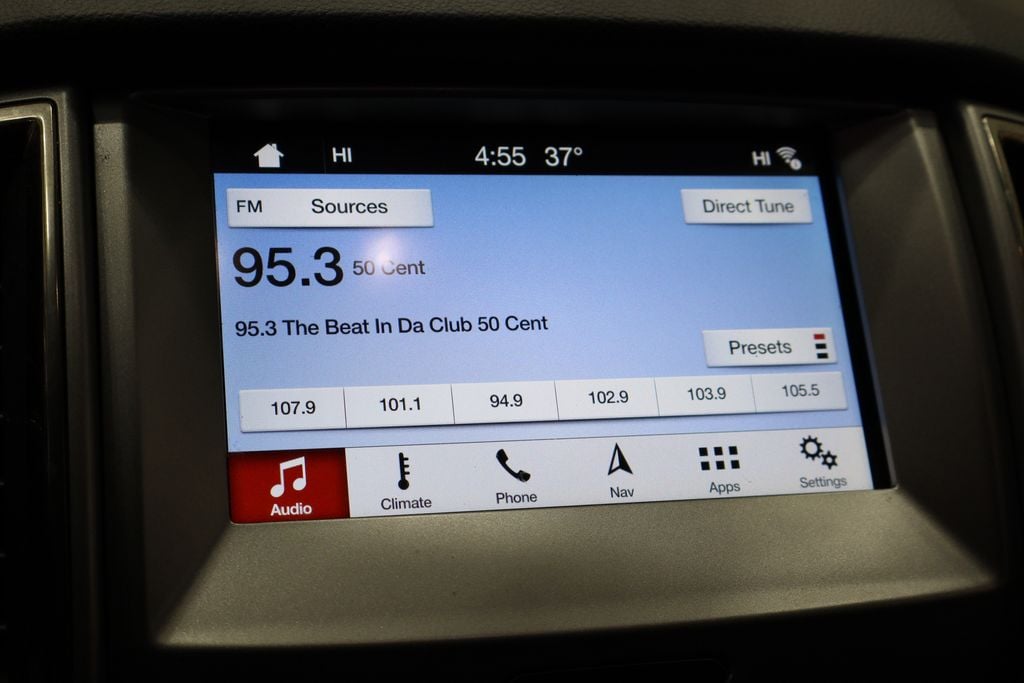 HI 4:55 37° HI
FM Sources Direct Tune
95.3 50 Cent
95.3 The Beat In Da Club 50 Cent
Presets
107.9 101.1 94.9 102.9 103.9 105.5
Audio Climate Phone Nav Apps Settings